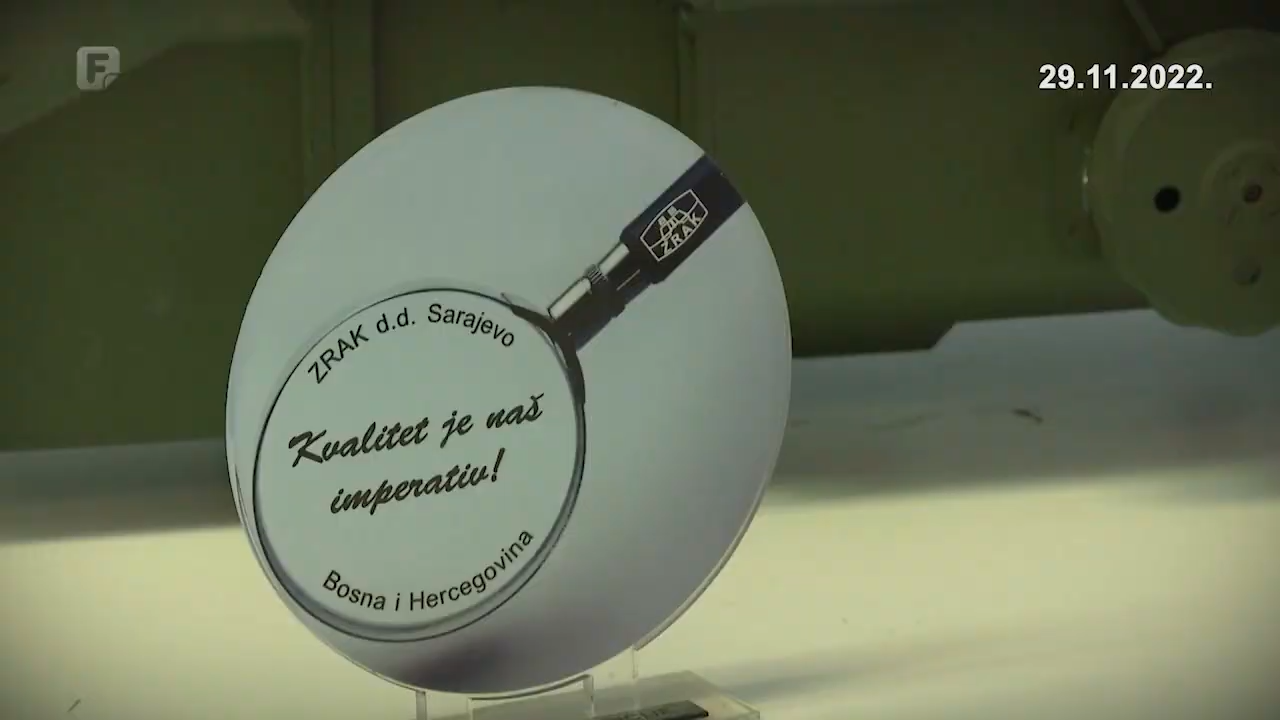 F
29.11.2022.
ZRAK
ZRAK d.d. Sarajevo
Kvalitet je naš
imperativ!
Bosna i Hercegovina